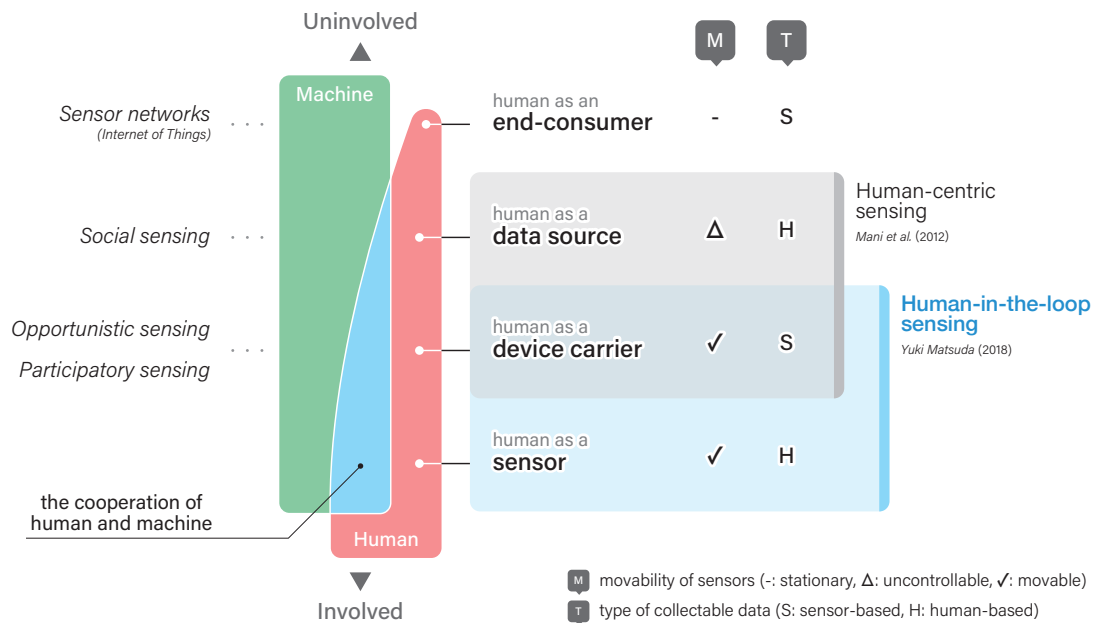 Uninvolved
M
T
Machine
Sensor networks
(Internet of Things)
human as an
end-consumer
-
S
Social sensing
human as a
data source
Δ
H
Human-centric
sensing
Mani et al. (2012)
Opportunistic sensing
Participatory sensing
human as a
device carrier
✓
S
Human-in-the-loop
sensing
Yuki Matsuda (2018)
human as a
sensor
✓
H
the cooperation of
human and machine
Human
Involved
M movability of sensors (-: stationary, Δ: uncontrollable, ✓: movable)
T type of collectable data (S: sensor-based, H: human-based)